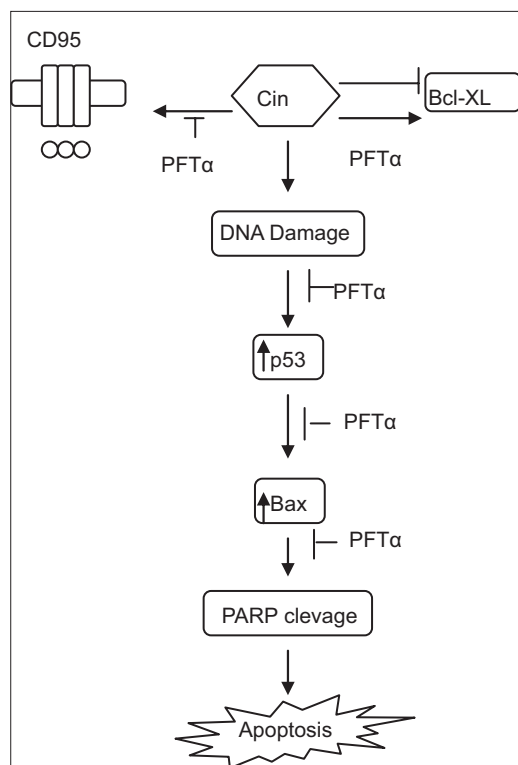 CD95
Cin
Bcl-XL
PFTα
PFTα
DNA Damage
PFTα
p53
PFTα
Bax
PFTα
PARP clevage
Apoptosis